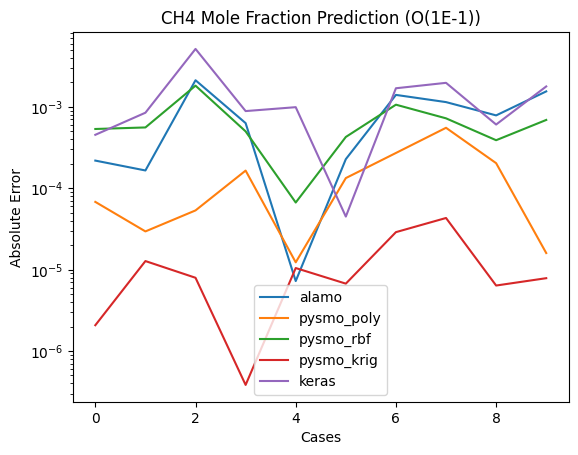 CH4 Mole Fraction Prediction (O(1E-1))
Absolute Error
10⁻³
10⁻⁴
10⁻⁵
10⁻⁶
alamo
pysmo_poly
pysmo_rbf
pysmo_krig
keras
0 2 4 6 8
Cases